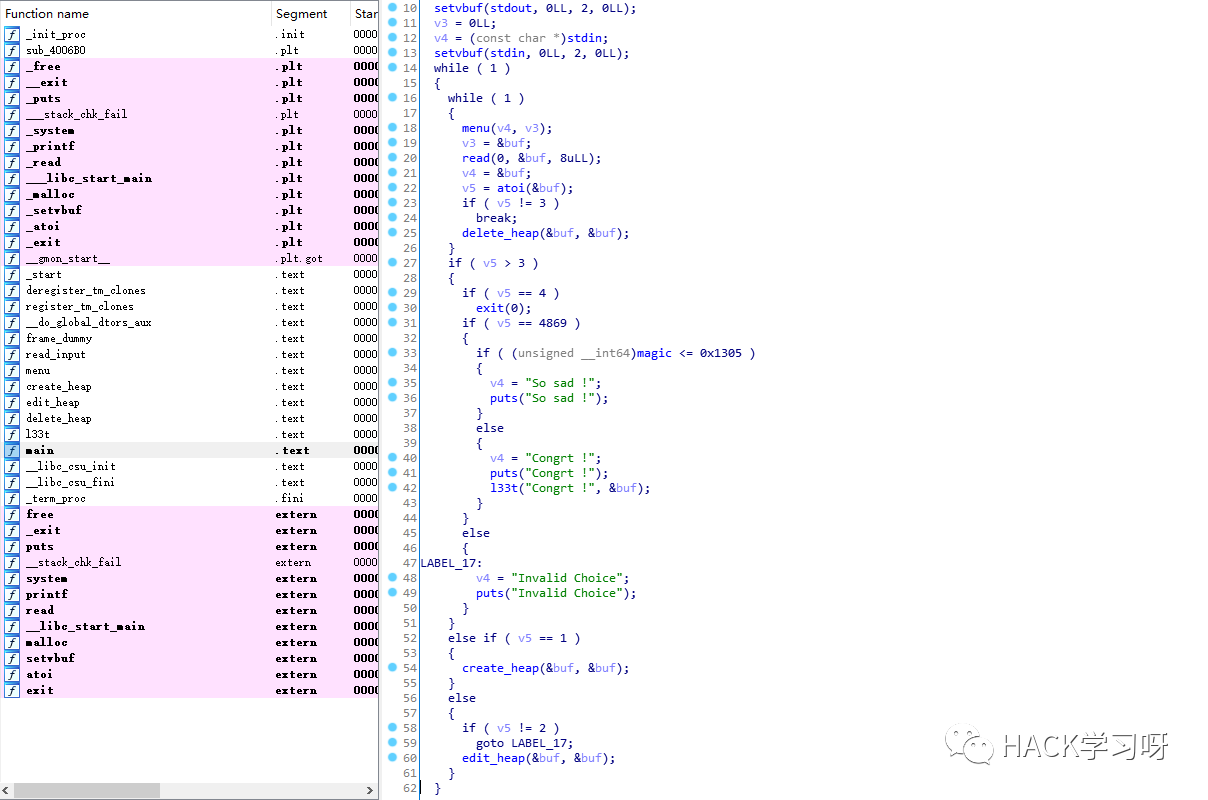 Function name Segment Star
f _init_proc .init 0000
f sub_4006B0 .plt 0000
f _free .plt 0000
f __exit .plt 0000
f _puts .plt 0000
f ___stack_chk_fail .plt 0000
f _system .plt 0000
f _printf .plt 0000
f _read .plt 0000
f ___libc_start_main .plt 0000
f _malloc .plt 0000
f _setvbuf .plt 0000
f _atoi .plt 0000
f _exit .plt 0000
f __gmon_start__ .plt.got 0000
f _start .text 0000
f deregister_tm_clones .text 0000
f register_tm_clones .text 0000
f __do_global_dtors_aux .text 0000
f frame_dummy .text 0000
f read_input .text 0000
f menu .text 0000
f create_heap .text 0000
f edit_heap .text 0000
f delete_heap .text 0000
f l33t .text 0000
f main .text 0000
f __libc_csu_init .text 0000
f __libc_csu_fini .text 0000
f _term_proc .fini 0000
f free extern 0000
f _exit extern 0000
f puts extern 0000
f __stack_chk_fail extern 0000
f system extern 0000
f printf extern 0000
f read extern 0000
f __libc_start_main extern 0000
f malloc extern 0000
f setvbuf extern 0000
f atoi extern 0000
f exit extern 0000
10 setvbuf(stdout, 0LL, 2, 0LL);
11 v3 = 0LL;
12 v4 = (const char *)stdin;
13 setvbuf(stdin, 0LL, 2, 0LL);
14 while ( 1 )
15 {
16 while ( 1 )
17 {
18 menu(v4, v3);
19 v3 = &buf;
20 read(0, &buf, 8uLL);
21 v4 = &buf;
22 v5 = atoi(&buf);
23 if ( v5 != 3 )
24 break;
25 delete_heap(&buf, &buf);
26 }
27 if ( v5 > 3 )
28 {
29 if ( v5 == 4 )
30 exit(0);
31 if ( v5 == 4869 )
32 {
33 if ( (unsigned __int64)magic <= 0x1305 )
34 {
35 v4 = "So sad !";
36 puts("So sad !");
37 }
38 else
39 {
40 v4 = "Congrt !";
41 puts("Congrt !");
42 l33t("Congrt !", &buf);
43 }
44 }
45 else
46 {
47 LABEL_17:
48 v4 = "Invalid Choice";
49 puts("Invalid Choice");
50 }
51 }
52 else if ( v5 == 1 )
53 {
54 create_heap(&buf, &buf);
55 }
56 else
57 {
58 if ( v5 != 2 )
59 goto LABEL_17;
60 edit_heap(&buf, &buf);
61 }
62 }
HACK学习呀